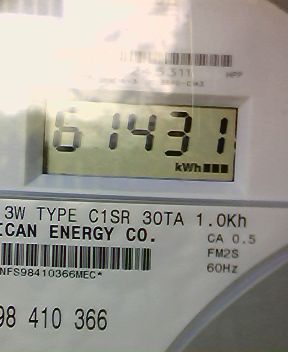 61431
kWh
3W TYPE C1SR 30TA 1.0Kh
ICAN ENERGY CO.
CA 0.5
FM2S
60Hz
NFS98410366MEC*
98 410 366